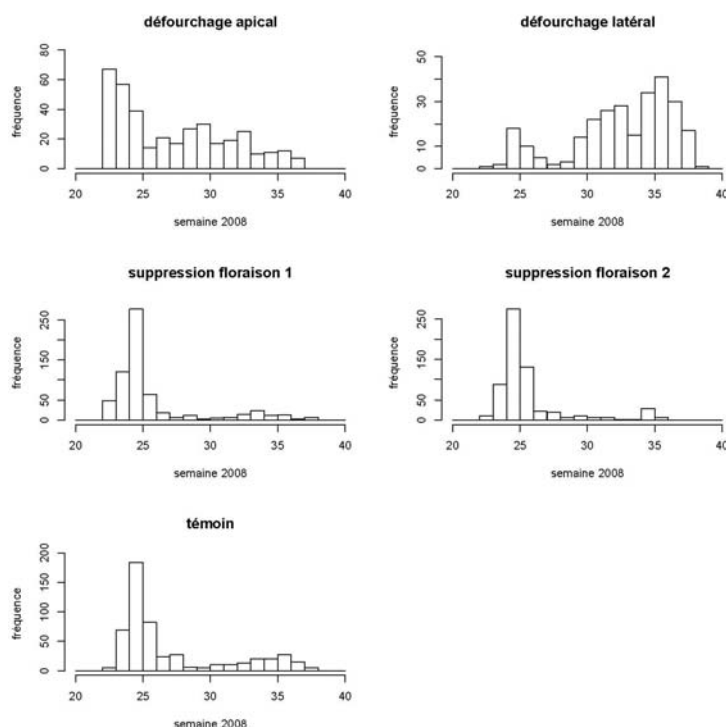 défourchage apical
fréquence
0 20 40 60 80
20 25 30 35 40
semaine 2008
défourchage latéral
fréquence
0 10 30 50
20 25 30 35 40
semaine 2008
suppression floraison 1
fréquence
0 50 150 250
20 25 30 35 40
semaine 2008
suppression floraison 2
fréquence
0 50 150 250
20 25 30 35 40
semaine 2008
témoin
fréquence
0 50 100 150 200
20 25 30 35 40
semaine 2008